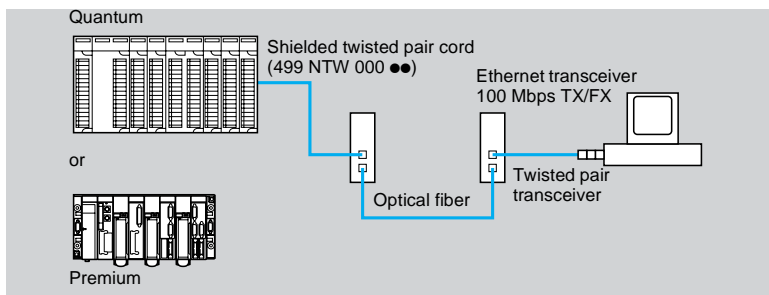 Quantum
Shielded twisted pair cord
(499 NTW 000 ●●)
Ethernet transceiver
100 Mbps TX/FX
or
Optical fiber
Twisted pair
transceiver
Premium